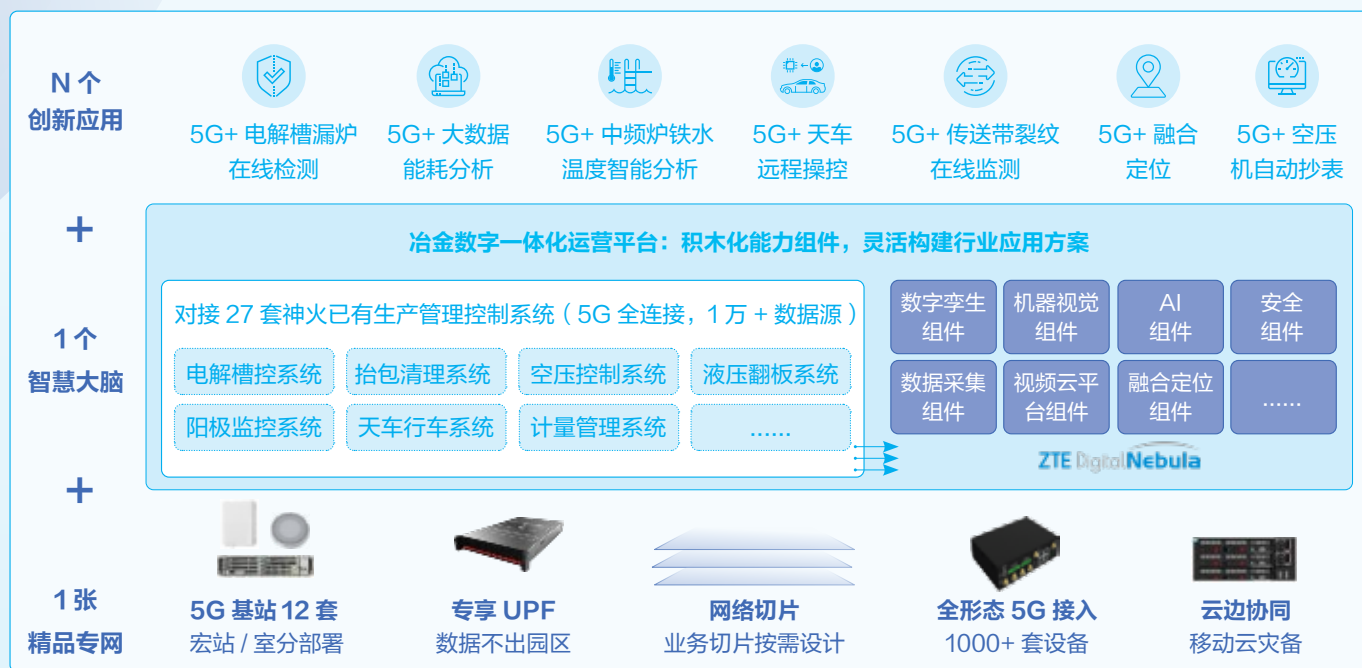 N 个
创新应用
5G+ 电解槽漏炉
在线检测
5G+ 大数据
能耗分析
5G+ 中频炉铁水
温度智能分析
5G+ 天车
远程操控
5G+ 传送带裂纹
在线监测
5G+ 融合
定位
5G+ 空压
机自动抄表
+
冶金数字一体化运营平台：积木化能力组件，灵活构建行业应用方案
1 个
智慧大脑
对接 27 套神火已有生产管理控制系统（5G 全连接，1 万 + 数据源）
电解槽控系统
抬包清理系统
空压控制系统
液压翻板系统
阳极监控系统
天车行车系统
计量管理系统
......
数字孪生
组件
机器视觉
组件
AI
组件
安全
组件
数据采集
组件
视频云平
台组件
融合定位
组件
......
ZTE DigitalNebula
+
1 张
精品专网
5G 基站 12 套
宏站 / 室分部署
专享 UPF
数据不出园区
网络切片
业务切片按需设计
全形态 5G 接入
1000+ 套设备
云边协同
移动云灾备